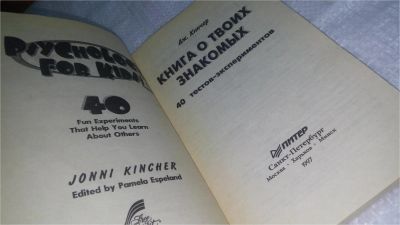 PSYCHOLOGY
FOR KIDS
40
Fun Experiments
That Help You Learn
About Others
JONNI KINCHER
Edited by Pamela Espeland
Дж. Кинчер
КНИГА О ТВОИХ
ЗНАКОМЫХ
40 тестов-экспериментов
ПИТЕР
Санкт-Петербург
Москва · Харьков · Минск
1997